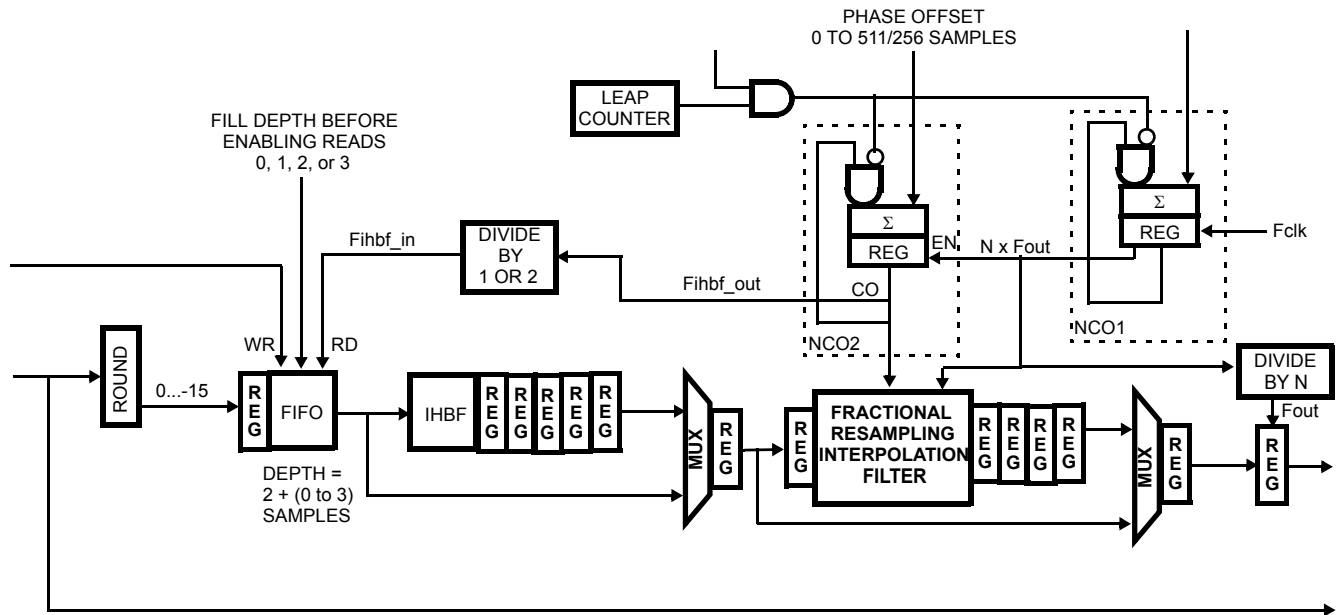 PHASE OFFSET
0 TO 511/256 SAMPLES
LEAP
COUNTER
FILL DEPTH BEFORE
ENABLING READS
0, 1, 2, or 3
Σ
REG
EN
CO
NCO2
N x Fout
Σ
REG
Fclk
NCO1
Fihbf_in
DIVIDE
BY
1 OR 2
Fihbf_out
WR
RD
ROUND
0...-15
REG
FIFO
DEPTH =
2 + (0 to 3)
SAMPLES
IHBF
REG
REG
REG
REG
REG
MUX
REG
REG
FRACTIONAL
RESAMPLING
INTERPOLATION
FILTER
REG
REG
REG
REG
MUX
REG
DIVIDE
BY N
Fout
REG